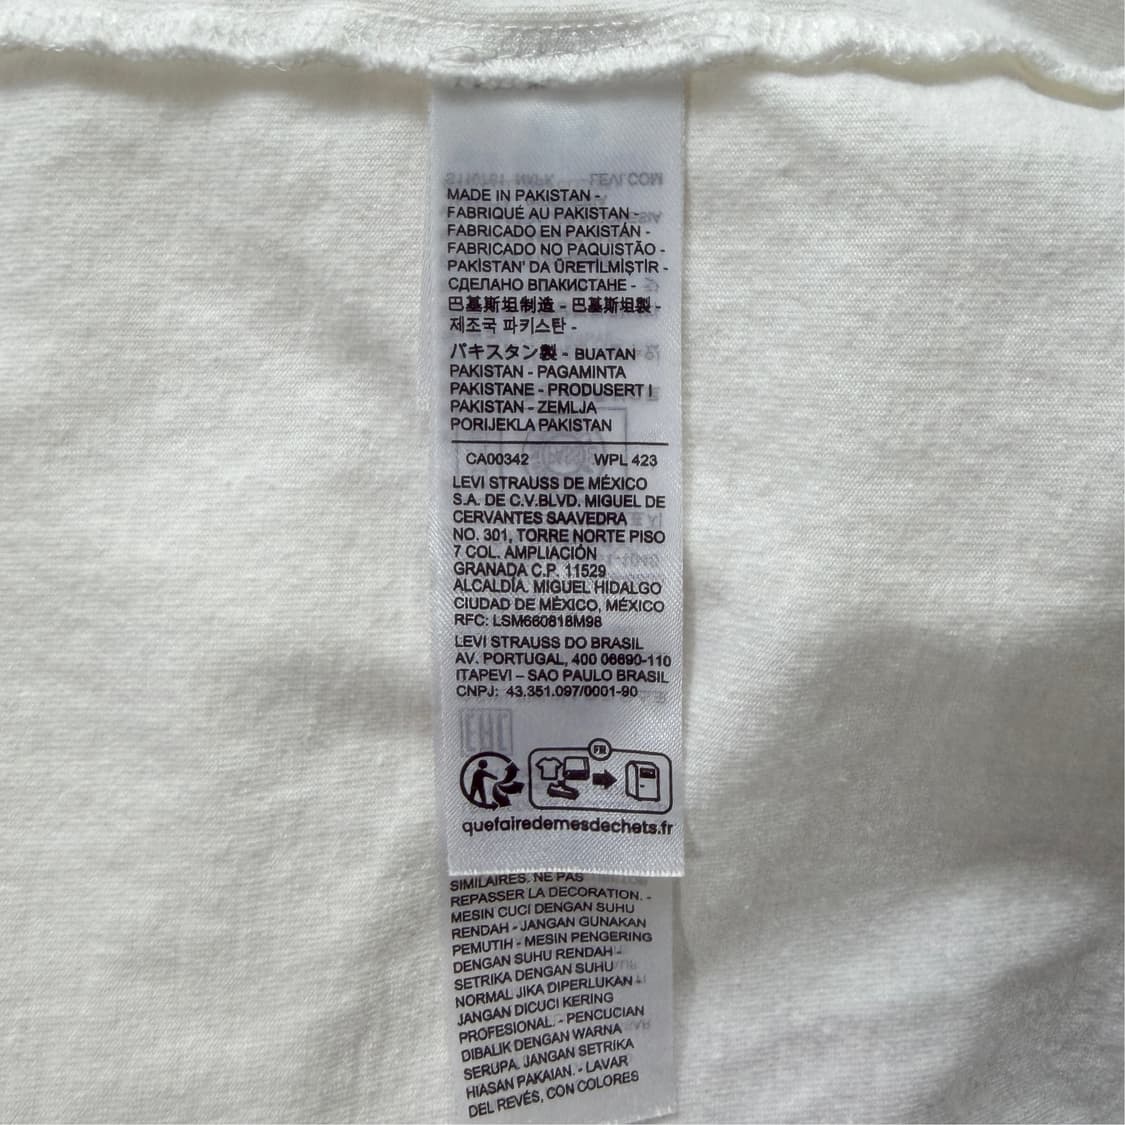 MADE IN PAKISTAN -
FABRIQUÉ AU PAKISTAN -
FABRICADO EN PAKISTÁN -
FABRICADO NO PAQUISTÃO -
PAKİSTAN' DA ÜRETİLMİŞTİR -
СДЕЛАНО ВПАКИСТАНЕ -
巴基斯坦制造 - 巴基斯坦製 -
제조국 파키스탄 -
パキスタン製 - BUATAN
PAKISTAN - PAGAMINTA
PAKISTANE - PRODUSERT I
PAKISTAN - ZEMLJA
PORIJEKLA PAKISTAN
CA00342 WPL 423
LEVI STRAUSS DE MÉXICO
S.A. DE C.V.BLVD. MIGUEL DE
CERVANTES SAAVEDRA
NO. 301, TORRE NORTE PISO
7 COL. AMPLIACIÓN
GRANADA C.P. 11529
ALCALDÍA. MIGUEL HIDALGO
CIUDAD DE MÉXICO, MÉXICO
RFC: LSM660818M98
LEVI STRAUSS DO BRASIL
AV. PORTUGAL, 400 06690-110
ITAPEVI – SAO PAULO BRASIL
CNPJ: 43.351.097/0001-90
FR
quefairedemesdechets.fr
SIMILAIRES. NE PAS
REPASSER LA DECORATION. -
MESIN CUCI DENGAN SUHU
RENDAH - JANGAN GUNAKAN
PEMUTIH - MESIN PENGERING
DENGAN SUHU RENDAH -
SETRIKA DENGAN SUHU
NORMAL JIKA DIPERLUKAN -
JANGAN DICUCI KERING
PROFESIONAL. - PENCUCIAN
DIBALIK DENGAN WARNA
SERUPA. JANGAN SETRIKA
HIASAN PAKAIAN. - LAVAR
DEL REVÉS, CON COLORES